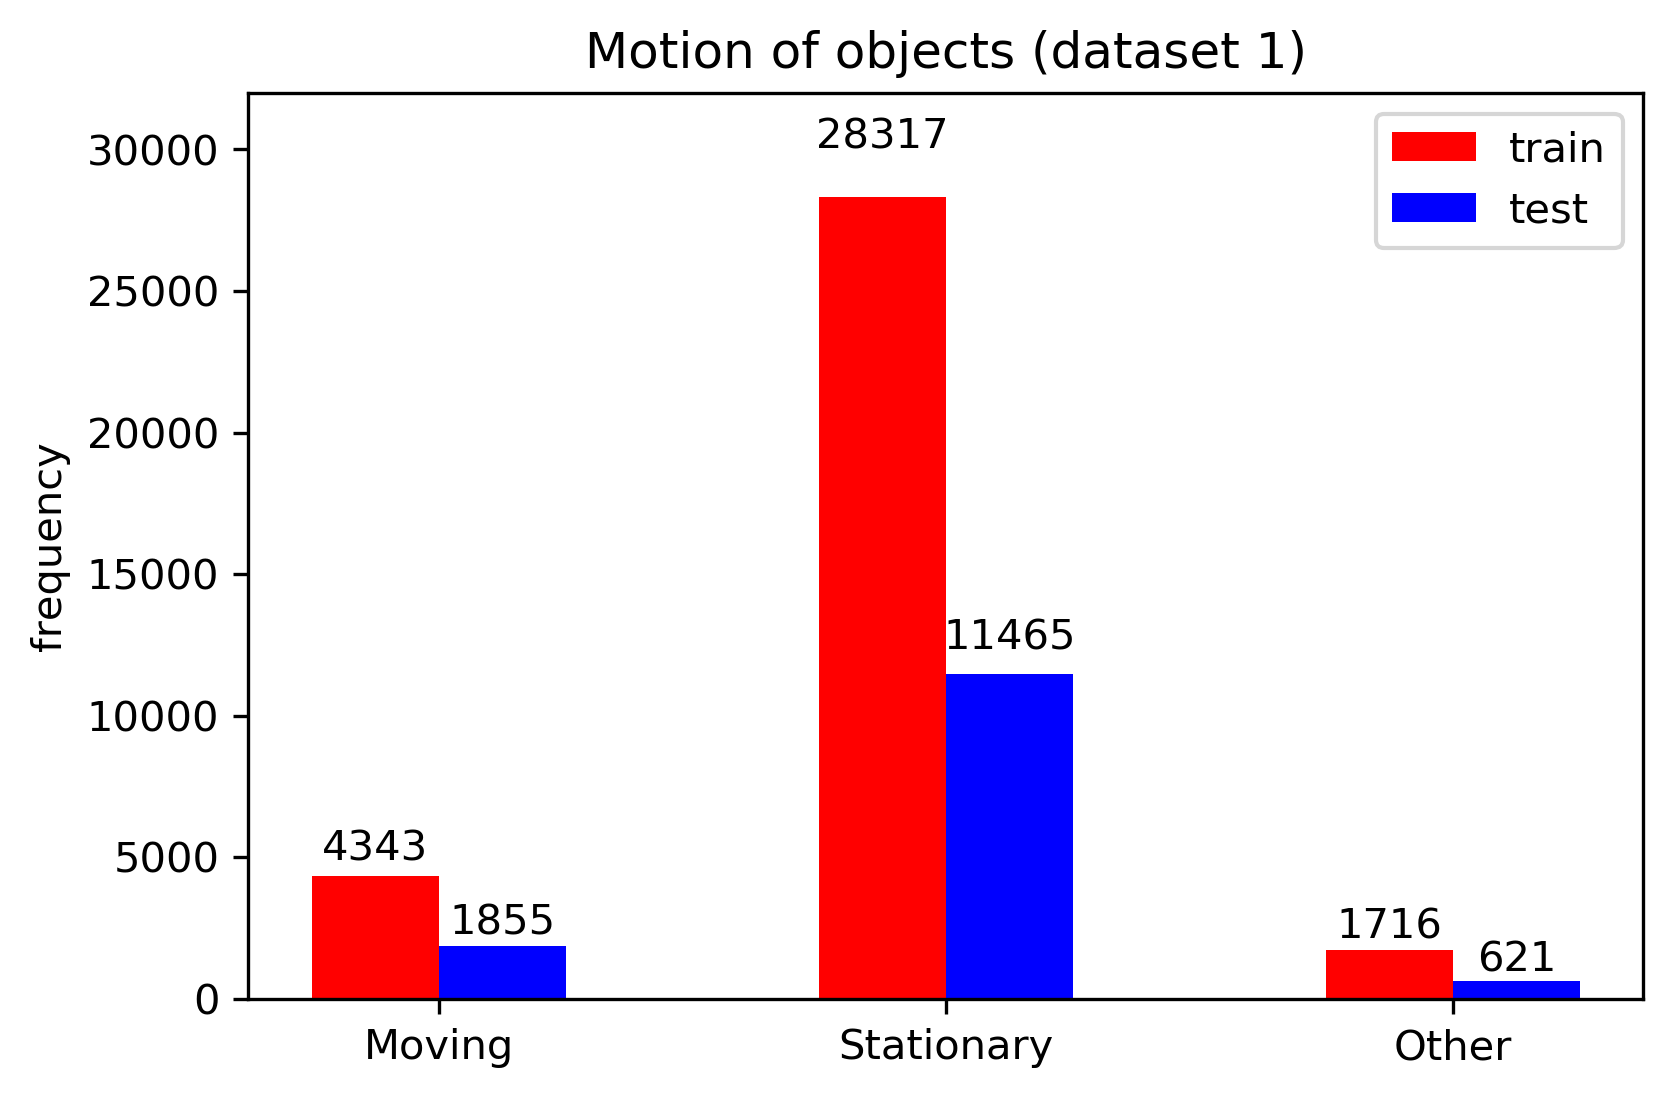 Motion of objects (dataset 1)
train
test
frequency
30000
25000
20000
15000
10000
5000
0
28317
11465
4343
1855
1716
621
Moving
Stationary
Other